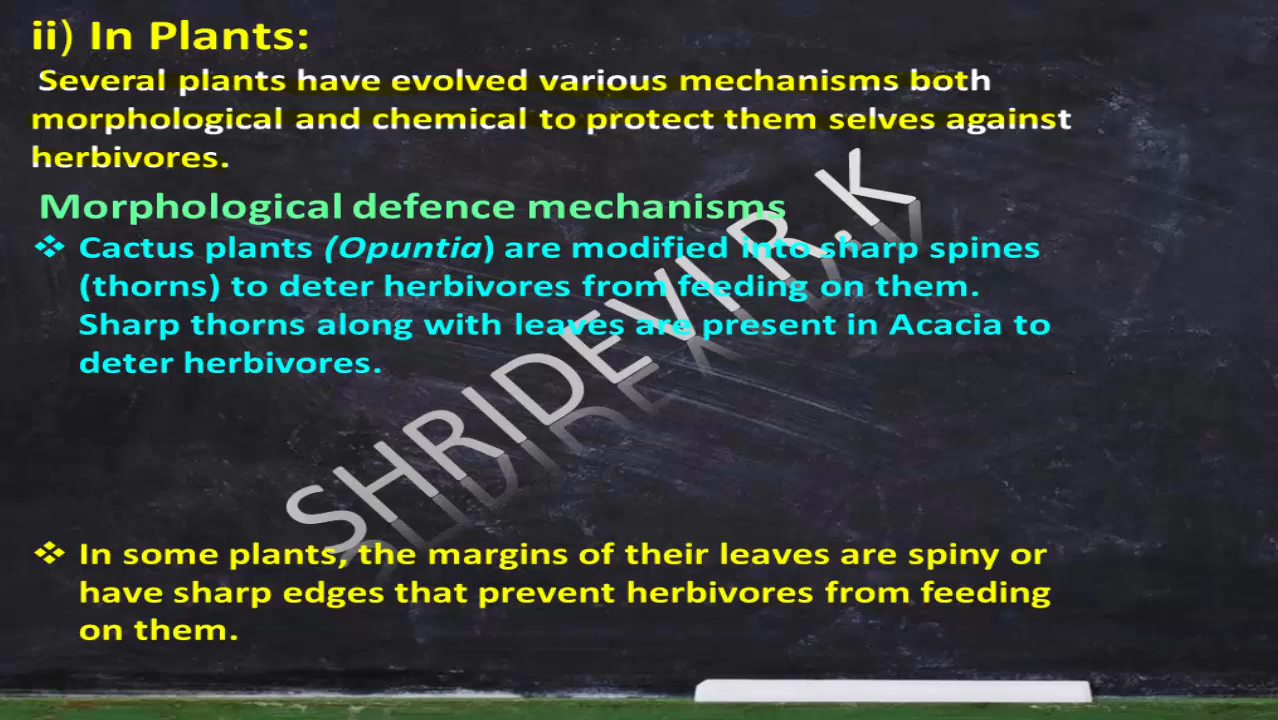 ii) In Plants:
Several plants have evolved various mechanisms both
morphological and chemical to protect them selves against
herbivores.
Morphological defence mechanisms
❖ Cactus plants (Opuntia) are modified into sharp spines
(thorns) to deter herbivores from feeding on them.
Sharp thorns along with leaves are present in Acacia to
deter herbivores.
SHRIDEVI R.K
❖ In some plants, the margins of their leaves are spiny or
have sharp edges that prevent herbivores from feeding
on them.